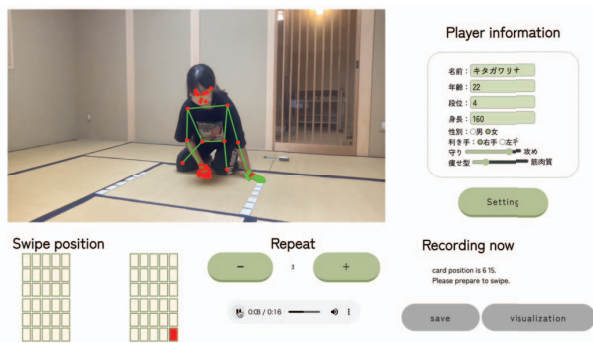 Player information
名前：キタガワリサ
年齢：22
段位：4
身長：160
性別：○男 ◎女
利き手：◎右手 ○左手
守り 攻め
痩せ型 筋肉質
Setting
Swipe position
Repeat
Recording now
− 3 +
card position is 6 15.
Please prepare to swipe.
0:03 / 0:16
save
visualization